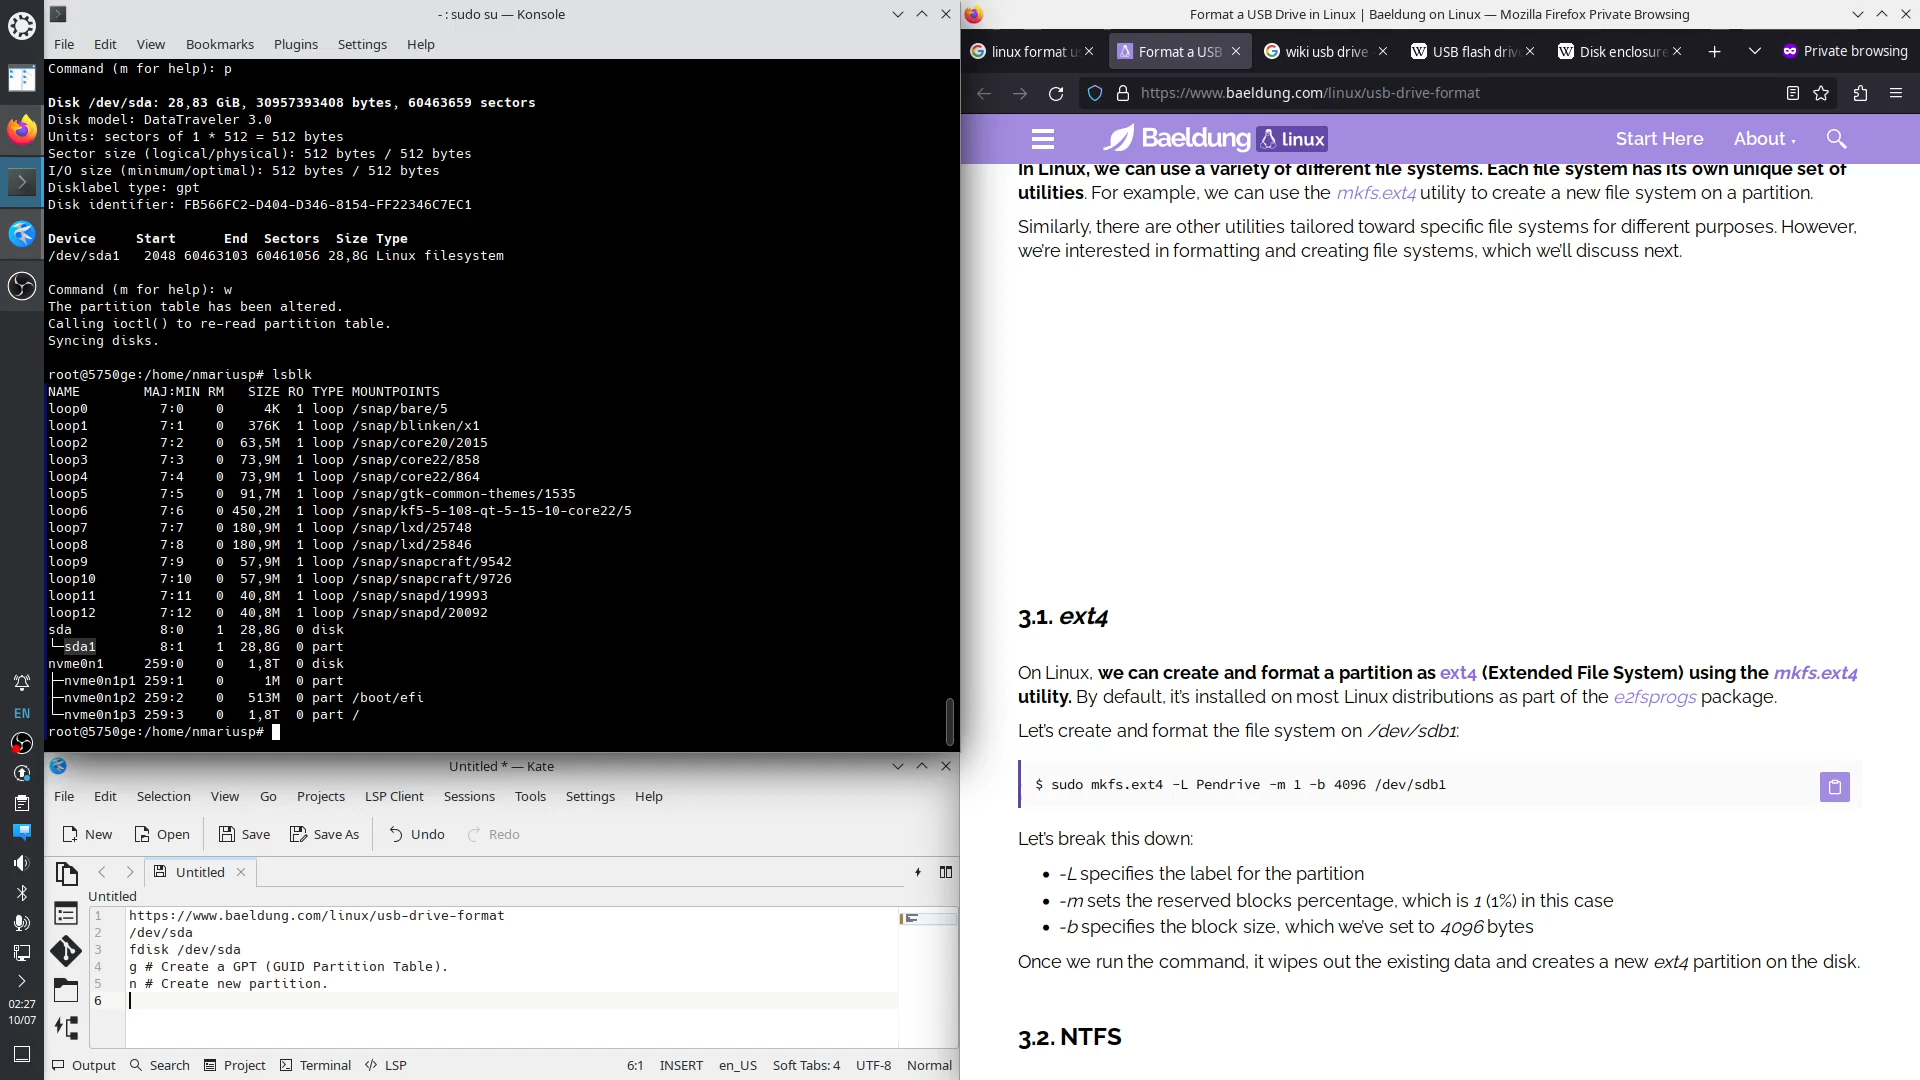 - : sudo su — Konsole
File Edit View Bookmarks Plugins Settings Help
Command (m for help): p
Disk /dev/sda: 28,83 GiB, 30957393408 bytes, 60463659 sectors
Disk model: DataTraveler 3.0
Units: sectors of 1 * 512 = 512 bytes
Sector size (logical/physical): 512 bytes / 512 bytes
I/O size (minimum/optimal): 512 bytes / 512 bytes
Disklabel type: gpt
Disk identifier: FB566FC2-D404-D346-8154-FF22346C7EC1
Device Start End Sectors Size Type
/dev/sda1 2048 60463103 60461056 28,8G Linux filesystem
Command (m for help): w
The partition table has been altered.
Calling ioctl() to re-read partition table.
Syncing disks.
root@5750ge:/home/nmariusp# lsblk
NAME MAJ:MIN RM SIZE RO TYPE MOUNTPOINTS
loop0 7:0 0 4K 1 loop /snap/bare/5
loop1 7:1 0 376K 1 loop /snap/blinken/x1
loop2 7:2 0 63,5M 1 loop /snap/core20/2015
loop3 7:3 0 73,9M 1 loop /snap/core22/858
loop4 7:4 0 73,9M 1 loop /snap/core22/864
loop5 7:5 0 91,7M 1 loop /snap/gtk-common-themes/1535
loop6 7:6 0 450,2M 1 loop /snap/kf5-5-108-qt-5-15-10-core22/5
loop7 7:7 0 180,9M 1 loop /snap/lxd/25748
loop8 7:8 0 180,9M 1 loop /snap/lxd/25846
loop9 7:9 0 57,9M 1 loop /snap/snapcraft/9542
loop10 7:10 0 57,9M 1 loop /snap/snapcraft/9726
loop11 7:11 0 40,8M 1 loop /snap/snapd/19993
loop12 7:12 0 40,8M 1 loop /snap/snapd/20092
sda 8:0 1 28,8G 0 disk
└─sda1 8:1 1 28,8G 0 part
nvme0n1 259:0 0 1,8T 0 disk
├─nvme0n1p1 259:1 0 1M 0 part
├─nvme0n1p2 259:2 0 513M 0 part /boot/efi
└─nvme0n1p3 259:3 0 1,8T 0 part /
root@5750ge:/home/nmariusp#
Untitled * — Kate
File Edit Selection View Go Projects LSP Client Sessions Tools Settings Help
New Open Save Save As Undo Redo
Untitled
Untitled
1 https://www.baeldung.com/linux/usb-drive-format
2 /dev/sda
3 fdisk /dev/sda
4 g # Create a GPT (GUID Partition Table).
5 n # Create new partition.
6
Output Search Project Terminal LSP 6:1 INSERT en_US Soft Tabs: 4 UTF-8 Normal
EN
02:27
10/07
Format a USB Drive in Linux | Baeldung on Linux — Mozilla Firefox Private Browsing
linux format u Format a USB wiki usb drive USB flash driv Disk enclosure Private browsing
https://www.baeldung.com/linux/usb-drive-format
Baeldung linux Start Here About
In Linux, we can use a variety of different file systems. Each file system has its own unique set of
utilities. For example, we can use the mkfs.ext4 utility to create a new file system on a partition.
Similarly, there are other utilities tailored toward specific file systems for different purposes. However,
we're interested in formatting and creating file systems, which we'll discuss next.
3.1. ext4
On Linux, we can create and format a partition as ext4 (Extended File System) using the mkfs.ext4
utility. By default, it's installed on most Linux distributions as part of the e2fsprogs package.
Let's create and format the file system on /dev/sdb1:
$ sudo mkfs.ext4 -L Pendrive -m 1 -b 4096 /dev/sdb1
Let's break this down:
• -L specifies the label for the partition
• -m sets the reserved blocks percentage, which is 1 (1%) in this case
• -b specifies the block size, which we've set to 4096 bytes
Once we run the command, it wipes out the existing data and creates a new ext4 partition on the disk.
3.2. NTFS